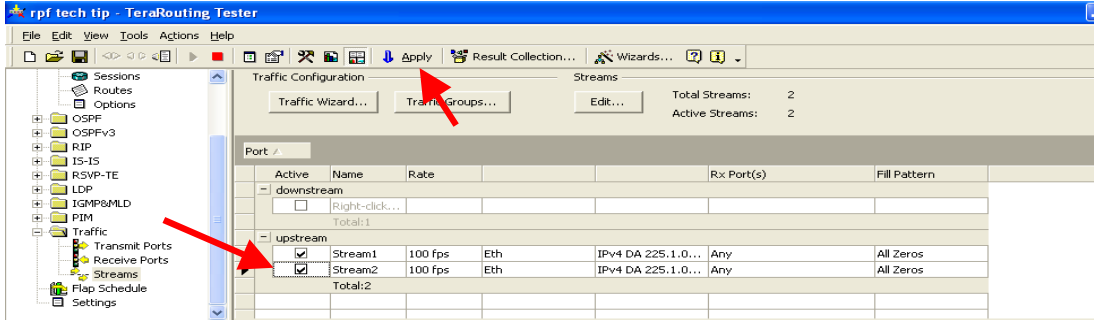 rpf tech tip - TeraRouting Tester
File Edit View Tools Actions Help
Apply Result Collection... Wizards...
Sessions
Routes
Options
OSPF
OSPFv3
RIP
IS-IS
RSVP-TE
LDP
IGMP&MLD
PIM
Traffic
Transmit Ports
Receive Ports
Streams
Flap Schedule
Settings
Traffic Configuration
Traffic Wizard... Traffic Groups...
Streams
Edit...
Total Streams: 2
Active Streams: 2
Port
Active Name Rate Rx Port(s) Fill Pattern
downstream
Right-click...
Total:1
upstream
Stream1 100 fps Eth IPv4 DA 225.1.0... Any All Zeros
Stream2 100 fps Eth IPv4 DA 225.1.0... Any All Zeros
Total:2